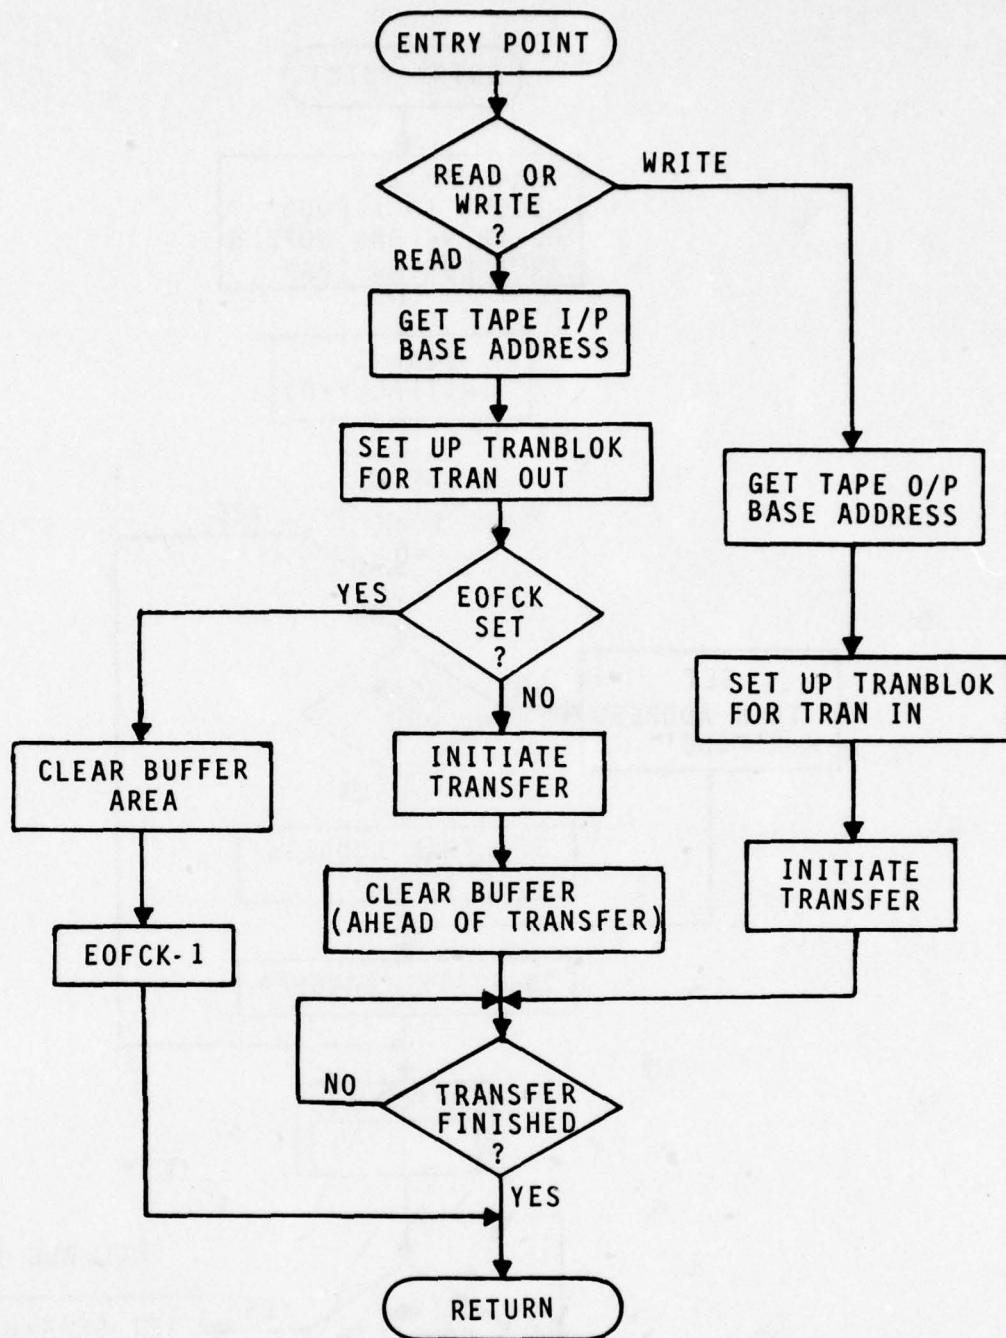 ENTRY POINT
READ OR
WRITE
?
WRITE
READ
GET TAPE I/P
BASE ADDRESS
SET UP TRANBLOK
FOR TRAN OUT
GET TAPE O/P
BASE ADDRESS
YES
EOFCK
SET
?
NO
SET UP TRANBLOK
FOR TRAN IN
CLEAR BUFFER
AREA
INITIATE
TRANSFER
INITIATE
TRANSFER
CLEAR BUFFER
(AHEAD OF TRANSFER)
EOFCK-1
NO
TRANSFER
FINISHED
?
YES
RETURN